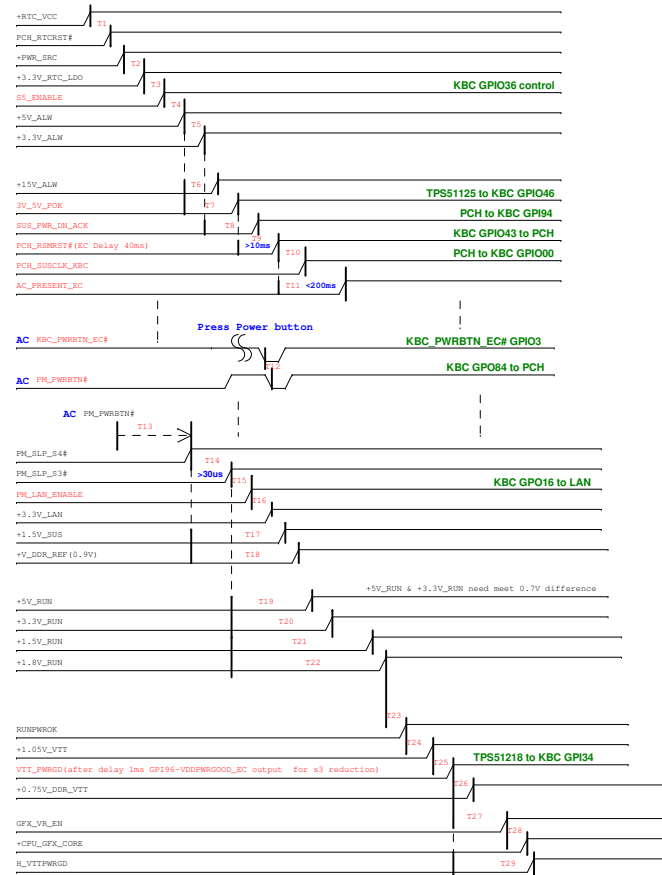 +RTC_VCC
T1
PCH_RTCRST#
+PWR_SRC
T2
+3.3V_RTC_LDO
T3
KBC GPIO36 control
S5_ENABLE
T4
+5V_ALW
T5
+3.3V_ALW
+15V_ALW
T6
TPS51125 to KBC GPIO46
3V_5V_POK
T7
PCH to KBC GPI94
SUS_PWR_DN_ACK
T8
T9
KBC GPIO43 to PCH
PCH_RSMRST#(EC Delay 40ms)
>10ms
T10
PCH to KBC GPIO00
PCH_SUSCLK_KBC
AC_PRESENT_EC
T11 <200ms
Press Power button
AC KBC_PWRBTN_EC#
KBC_PWRBTN_EC# GPIO3
T12
KBC GPO84 to PCH
AC PM_PWRBTN#
AC PM_PWRBTN#
T13
PM_SLP_S4#
T14
PM_SLP_S3#
>30us
T15
KBC GPO16 to LAN
PM_LAN_ENABLE
T16
+3.3V_LAN
+1.5V_SUS
T17
+V_DDR_REF(0.9V)
T18
+5V_RUN & +3.3V_RUN need meet 0.7V difference
+5V_RUN
T19
+3.3V_RUN
T20
+1.5V_RUN
T21
+1.8V_RUN
T22
T23
RUNPWROK
T24
+1.05V_VTT
TPS51218 to KBC GPI34
T25
VTT_PWRGD(after delay 1ms GPI96-VDDPWRGOOD_EC output for s3 reduction)
T26
+0.75V_DDR_VTT
T27
GFX_VR_EN
T28
+CPU_GFX_CORE
H_VTTPWRGD
T29